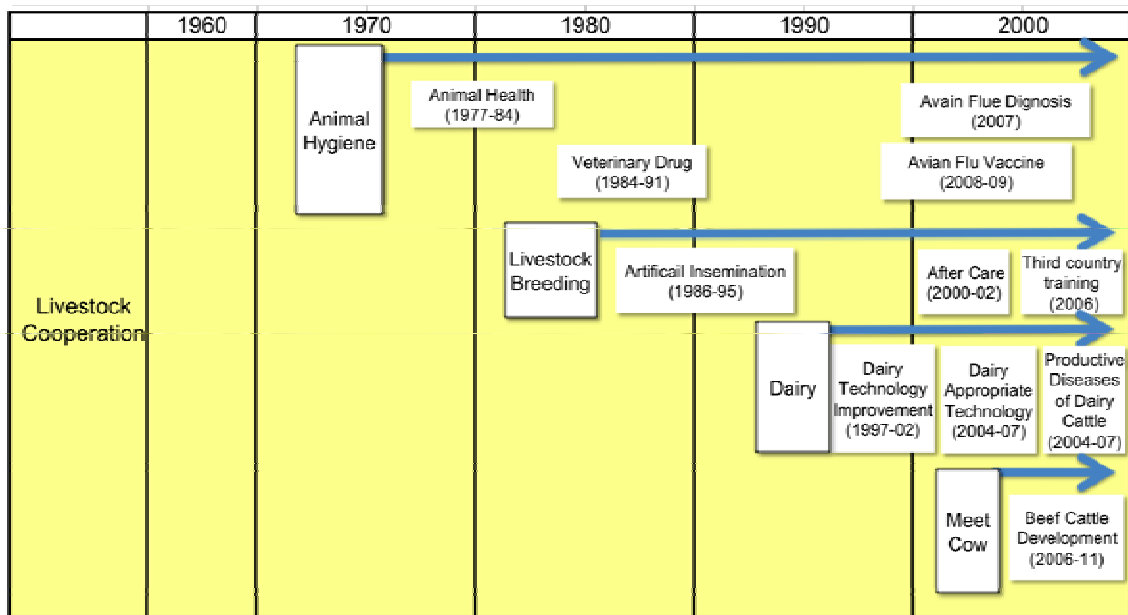 1960
1970
1980
1990
2000
Livestock
Cooperation
Animal
Hygiene
Animal Health
(1977-84)
Veterinary Drug
(1984-91)
Avain Flue Dignosis
(2007)
Avian Flu Vaccine
(2008-09)
Livestock
Breeding
Artificail Insemination
(1986-95)
After Care
(2000-02)
Third country
training
(2006)
Dairy
Dairy
Technology
Improvement
(1997-02)
Dairy
Appropriate
Technology
(2004-07)
Productive
Diseases
of Dairy
Cattle
(2004-07)
Meet
Cow
Beef Cattle
Development
(2006-11)